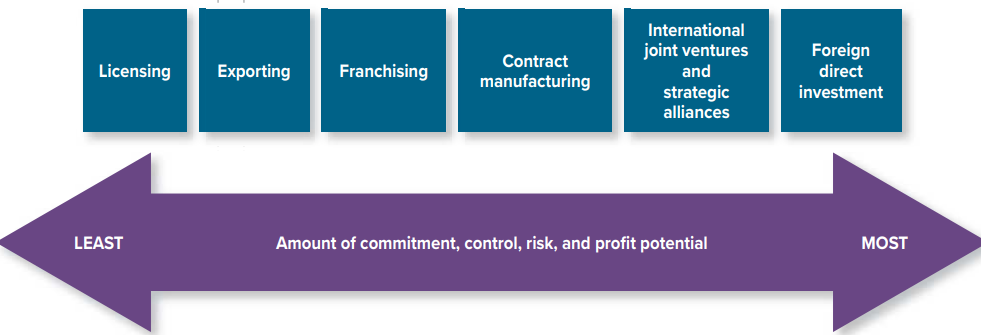 Licensing
Exporting
Franchising
Contract
manufacturing
International
joint ventures
and
strategic
alliances
Foreign
direct
investment
LEAST
Amount of commitment, control, risk, and profit potential
MOST